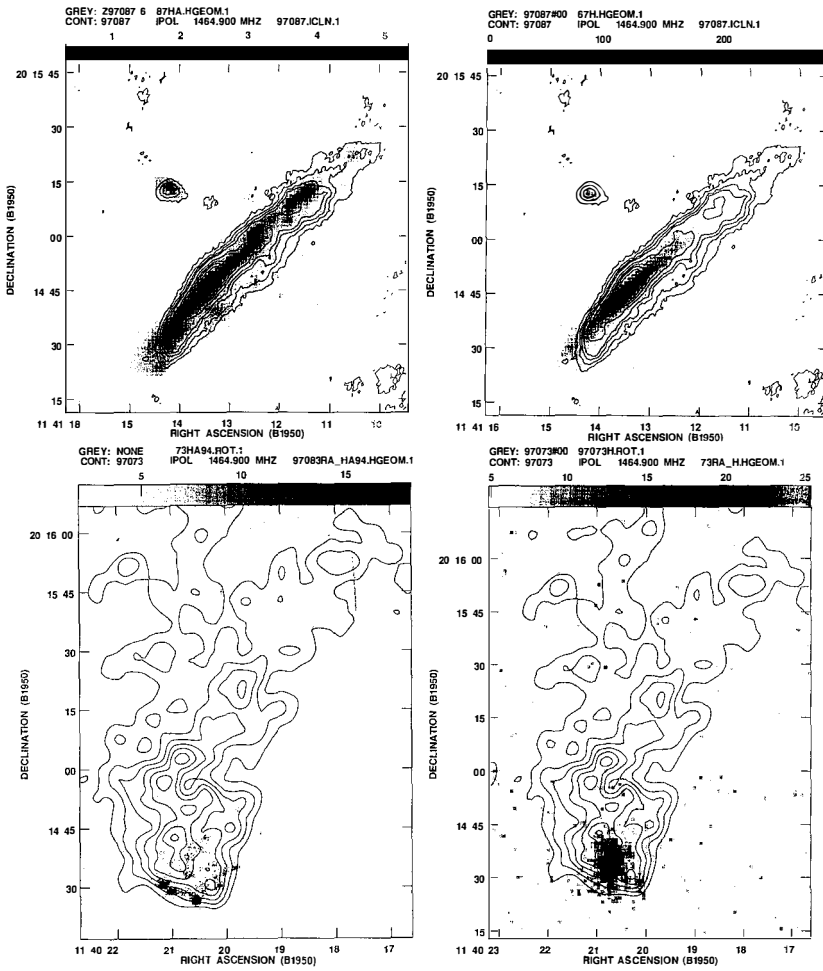 GREY: Z97087 6 87HA.HGEOM.1
CONT: 97087 IPOL 1464.900 MHZ 97087.ICLN.1
1 2 3 4 5
20 15 45
30
15
00
14 45
30
15
DECLINATION (B1950)
11 41 18 15 14 13 12 11 10
RIGHT ASCENSION (B1950)
GREY: 97087#00 67H.HGEOM.1
CONT: 97087 IPOL 1464.900 MHZ 97087.ICLN.1
0 100 200
20 15 45
30
15
00
14 45
30
15
DECLINATION (B1950)
11 41 16 15 14 13 12 11 10
RIGHT ASCENSION (B1950)
GREY: NONE 73HA94.ROT.1
CONT: 97073 IPOL 1464.900 MHZ 97083RA_HA94.HGEOM.1
5 10 15
20 16 00
15 45
30
15
00
14 45
30
DECLINATION (B1950)
11 40 22 21 20 19 18 17
RIGHT ASCENSION (B1950)
GREY: 97073#00 97073H.ROT.1
CONT: 97073 IPOL 1464.900 MHZ 73RA_H.HGEOM.1
5 10 15 20 25
20 16 00
15 45
30
15
00
14 45
30
15
DECLINATION (B1950)
11 40 23 22 21 20 19 18 17
RIGHT ASCENSION (B1950)